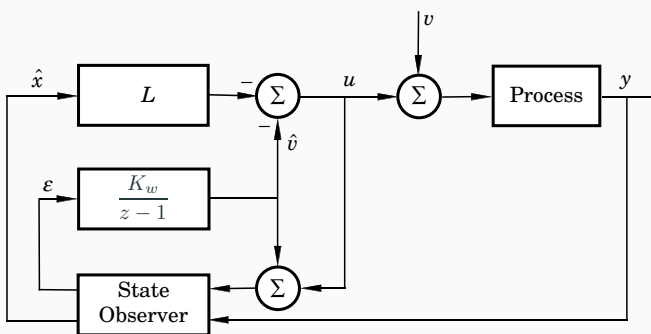 v
x̂
L
−
Σ
u
Σ
Process
y
−
v̂
ε
K_w
z − 1
State
Observer
Σ